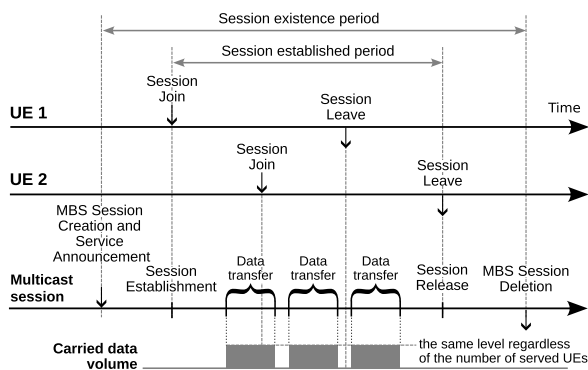 Session existence period
Session established period
Session
Join
UE 1
Session
Leave
Time
Session
Join
UE 2
Session
Leave
MBS Session
Creation and
Service
Announcement
Multicast
session
Session
Establishment
Data
transfer
Data
transfer
Data
transfer
Session
Release
MBS Session
Deletion
Carried data
volume
the same level regardless
of the number of served UEs